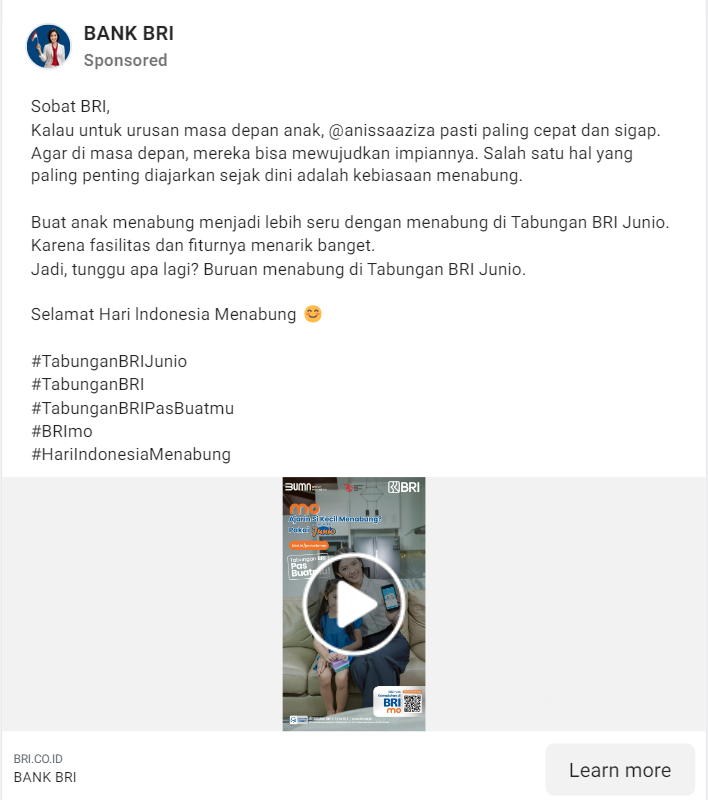 BANK BRI
Sponsored
Sobat BRI,
Kalau untuk urusan masa depan anak, @anissaaziza pasti paling cepat dan sigap.
Agar di masa depan, mereka bisa mewujudkan impiannya. Salah satu hal yang
paling penting diajarkan sejak dini adalah kebiasaan menabung.
Buat anak menabung menjadi lebih seru dengan menabung di Tabungan BRI Junio.
Karena fasilitas dan fiturnya menarik banget.
Jadi, tunggu apa lagi? Buruan menabung di Tabungan BRI Junio.
Selamat Hari Indonesia Menabung 😊
#TabunganBRIJunio
#TabunganBRI
#TabunganBRIPasBuatmu
#BRImo
#HariIndonesiaMenabung
BUMN
BRI
mo
Ajarin Si Kecil Menabung?
Pakai Junio
Tabungan BRI
Pas
Buatmu
BRI
mo
BRI.CO.ID
BANK BRI
Learn more